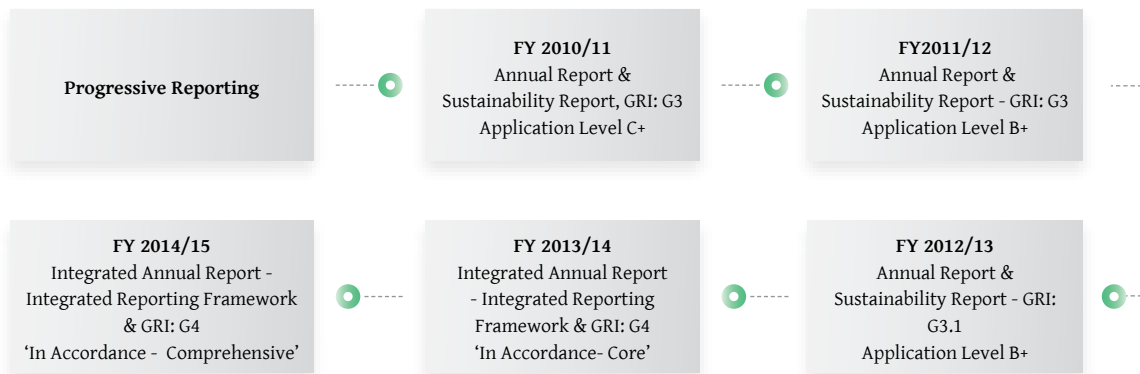 Progressive Reporting
FY 2010/11
Annual Report &
Sustainability Report, GRI: G3
Application Level C+
FY2011/12
Annual Report &
Sustainability Report - GRI: G3
Application Level B+
FY 2014/15
Integrated Annual Report -
Integrated Reporting Framework
& GRI: G4
‘In Accordance -  Comprehensive’
FY 2013/14
Integrated Annual Report
- Integrated Reporting
Framework & GRI: G4
‘In Accordance- Core’
FY 2012/13
Annual Report &
Sustainability Report - GRI:
G3.1
Application Level B+